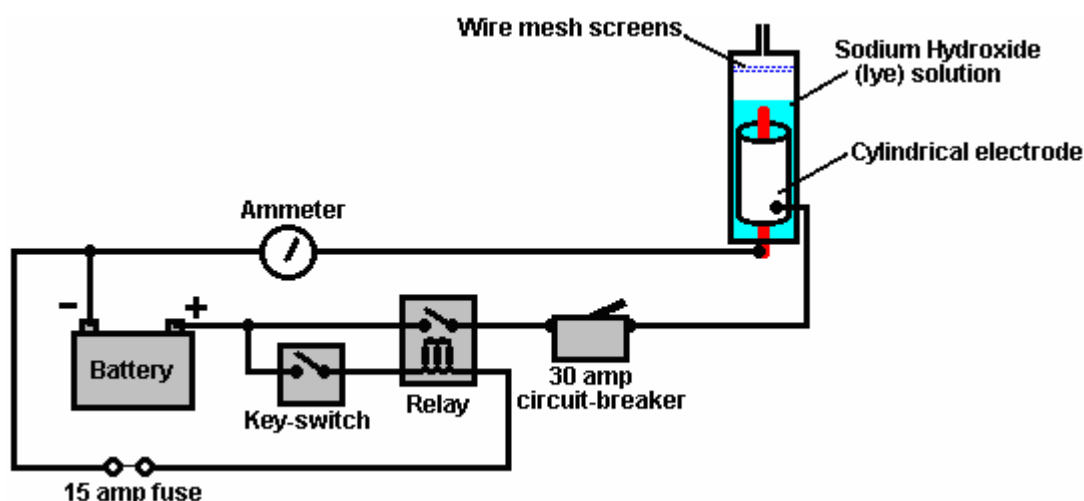 Wire mesh screens
Sodium Hydroxide
(lye) solution
Cylindrical electrode
Ammeter
- +
Battery
Key-switch
Relay
30 amp
circuit-breaker
15 amp fuse